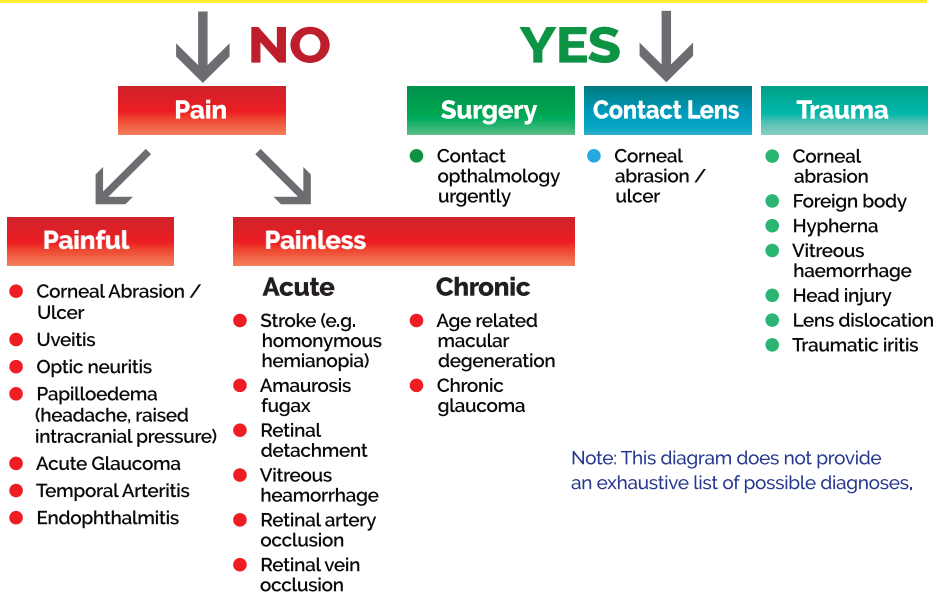 NO
YES
Pain
Surgery
Contact Lens
Trauma
Contact
opthalmology
urgently
Corneal
abrasion /
ulcer
Corneal
abrasion
Foreign body
Hypherna
Vitreous
haemorrhage
Head injury
Lens dislocation
Traumatic iritis
Painful
Corneal Abrasion /
Ulcer
Uveitis
Optic neuritis
Papilloedema
(headache, raised
intracranial pressure)
Acute Glaucoma
Temporal Arteritis
Endophthalmitis
Painless
Acute
Stroke (e.g.
homonymous
hemianopia)
Amaurosis
fugax
Retinal
detachment
Vitreous
heamorrhage
Retinal artery
occlusion
Retinal vein
occlusion
Chronic
Age related
macular
degeneration
Chronic
glaucoma
Note: This diagram does not provide
an exhaustive list of possible diagnoses.